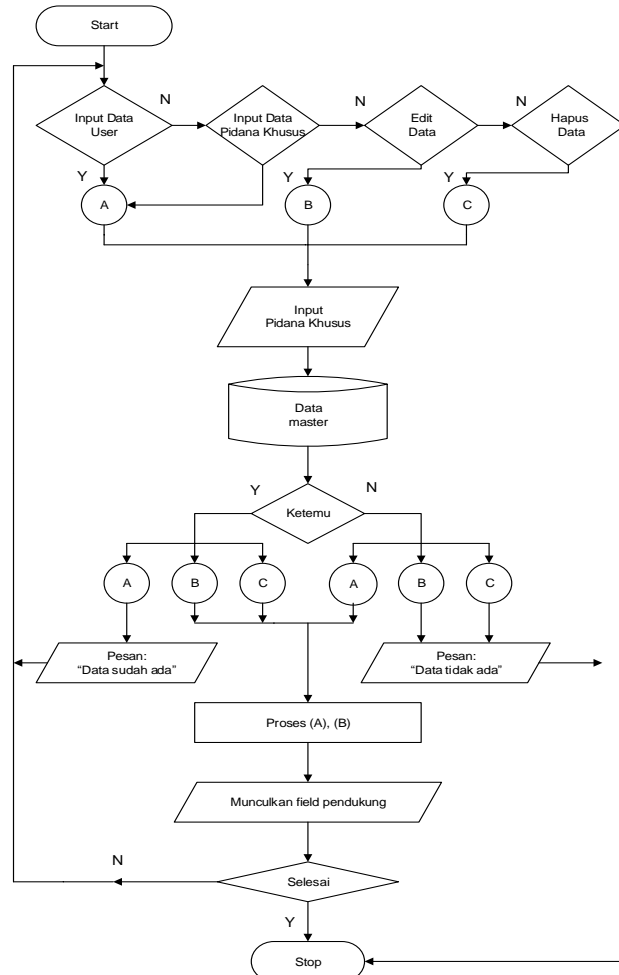 Start
Input Data
User
N
Input Data
Pidana Khusus
N
Edit
Data
N
Hapus
Data
Y
Y
Y
A
B
C
Input
Pidana Khusus
Data
master
Y
N
Ketemu
A
B
C
A
B
C
Pesan:
“Data sudah ada”
Pesan:
“Data tidak ada”
Proses (A), (B)
Munculkan field pendukung
N
Selesai
Y
Stop